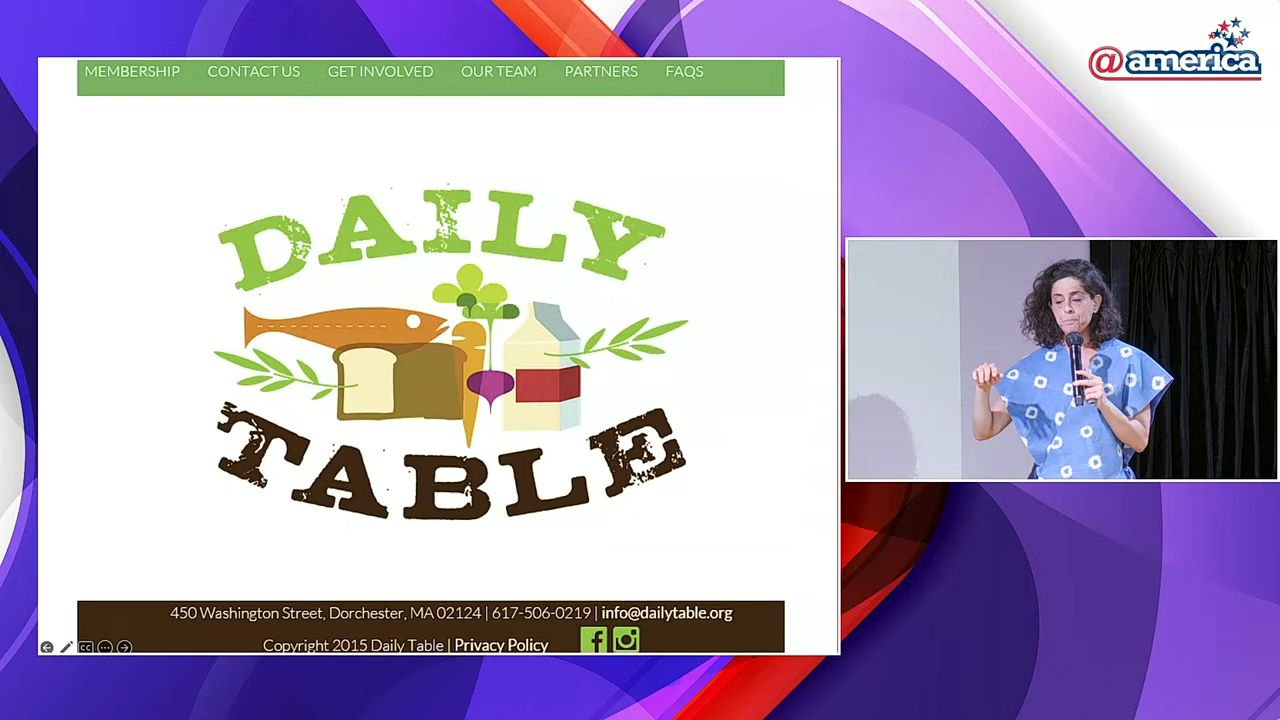 @america
MEMBERSHIP CONTACT US GET INVOLVED OUR TEAM PARTNERS FAQS
DAILY
TABLE
450 Washington Street, Dorchester, MA 02124 | 617-506-0219 | info@dailytable.org
Copyright 2015 Daily Table | Privacy Policy
CC